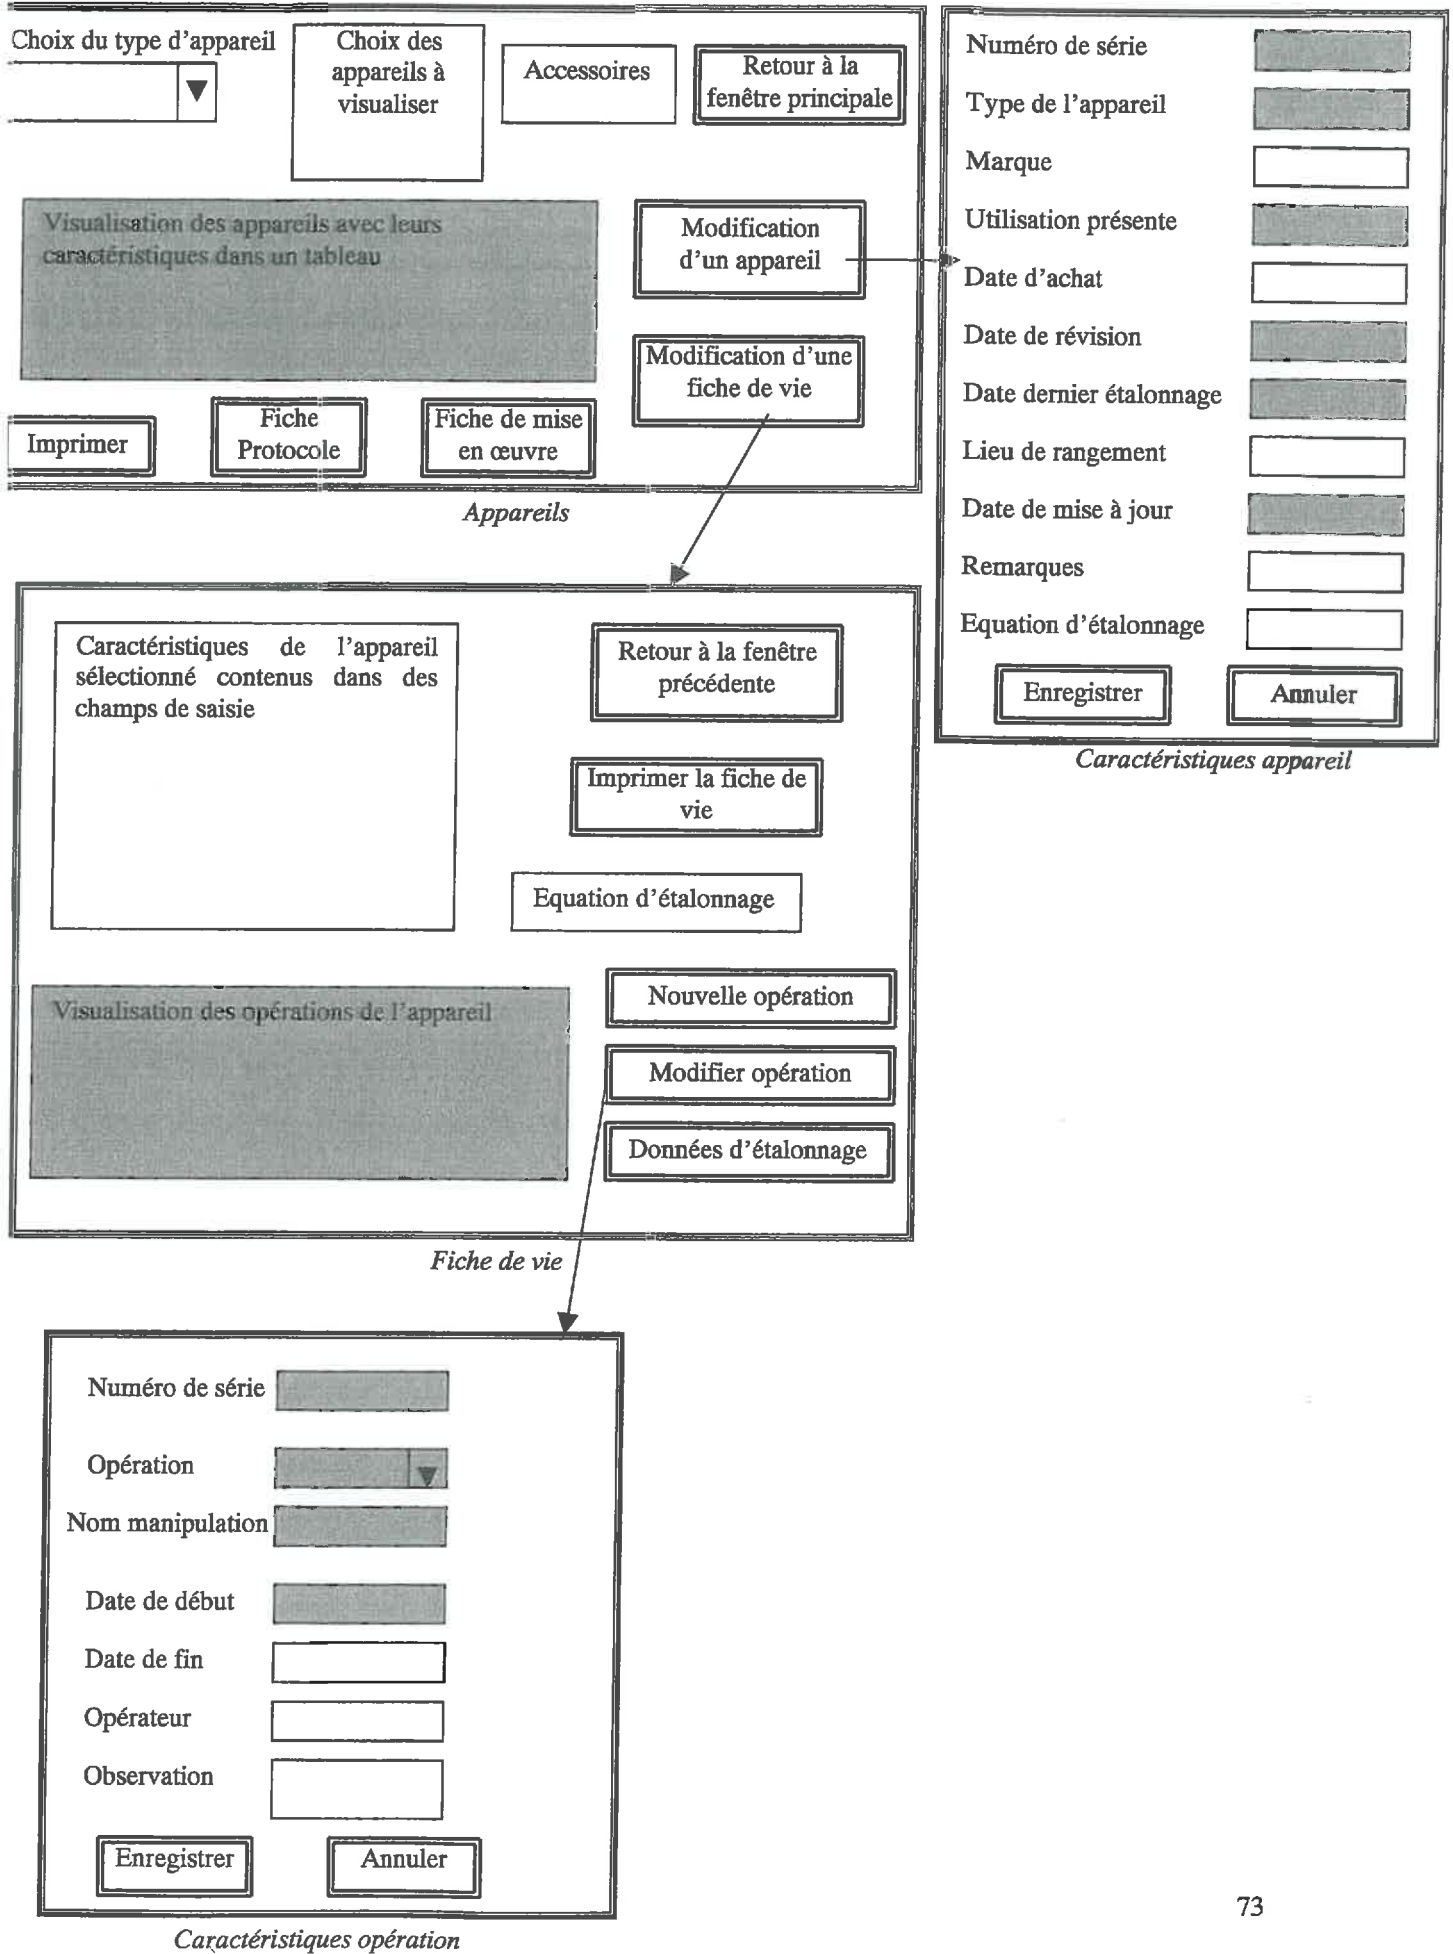 Choix du type d'appareil
Choix des
appareils à
visualiser
Accessoires
Retour à la
fenêtre principale
Visualisation des appareils avec leurs
caractéristiques dans un tableau
Modification
d'un appareil
Modification d'une
fiche de vie
Imprimer
Fiche
Protocole
Fiche de mise
en œuvre
Appareils
Numéro de série
Type de l'appareil
Marque
Utilisation présente
Date d'achat
Date de révision
Date dernier étalonnage
Lieu de rangement
Date de mise à jour
Remarques
Equation d'étalonnage
Enregistrer
Annuler
Caractéristiques appareil
Caractéristiques de l'appareil
sélectionné contenus dans des
champs de saisie
Retour à la fenêtre
précédente
Imprimer la fiche de
vie
Equation d'étalonnage
Visualisation des opérations de l'appareil
Nouvelle opération
Modifier opération
Données d'étalonnage
Fiche de vie
Numéro de série
Opération
Nom manipulation
Date de début
Date de fin
Opérateur
Observation
Enregistrer
Annuler
Caractéristiques opération
73